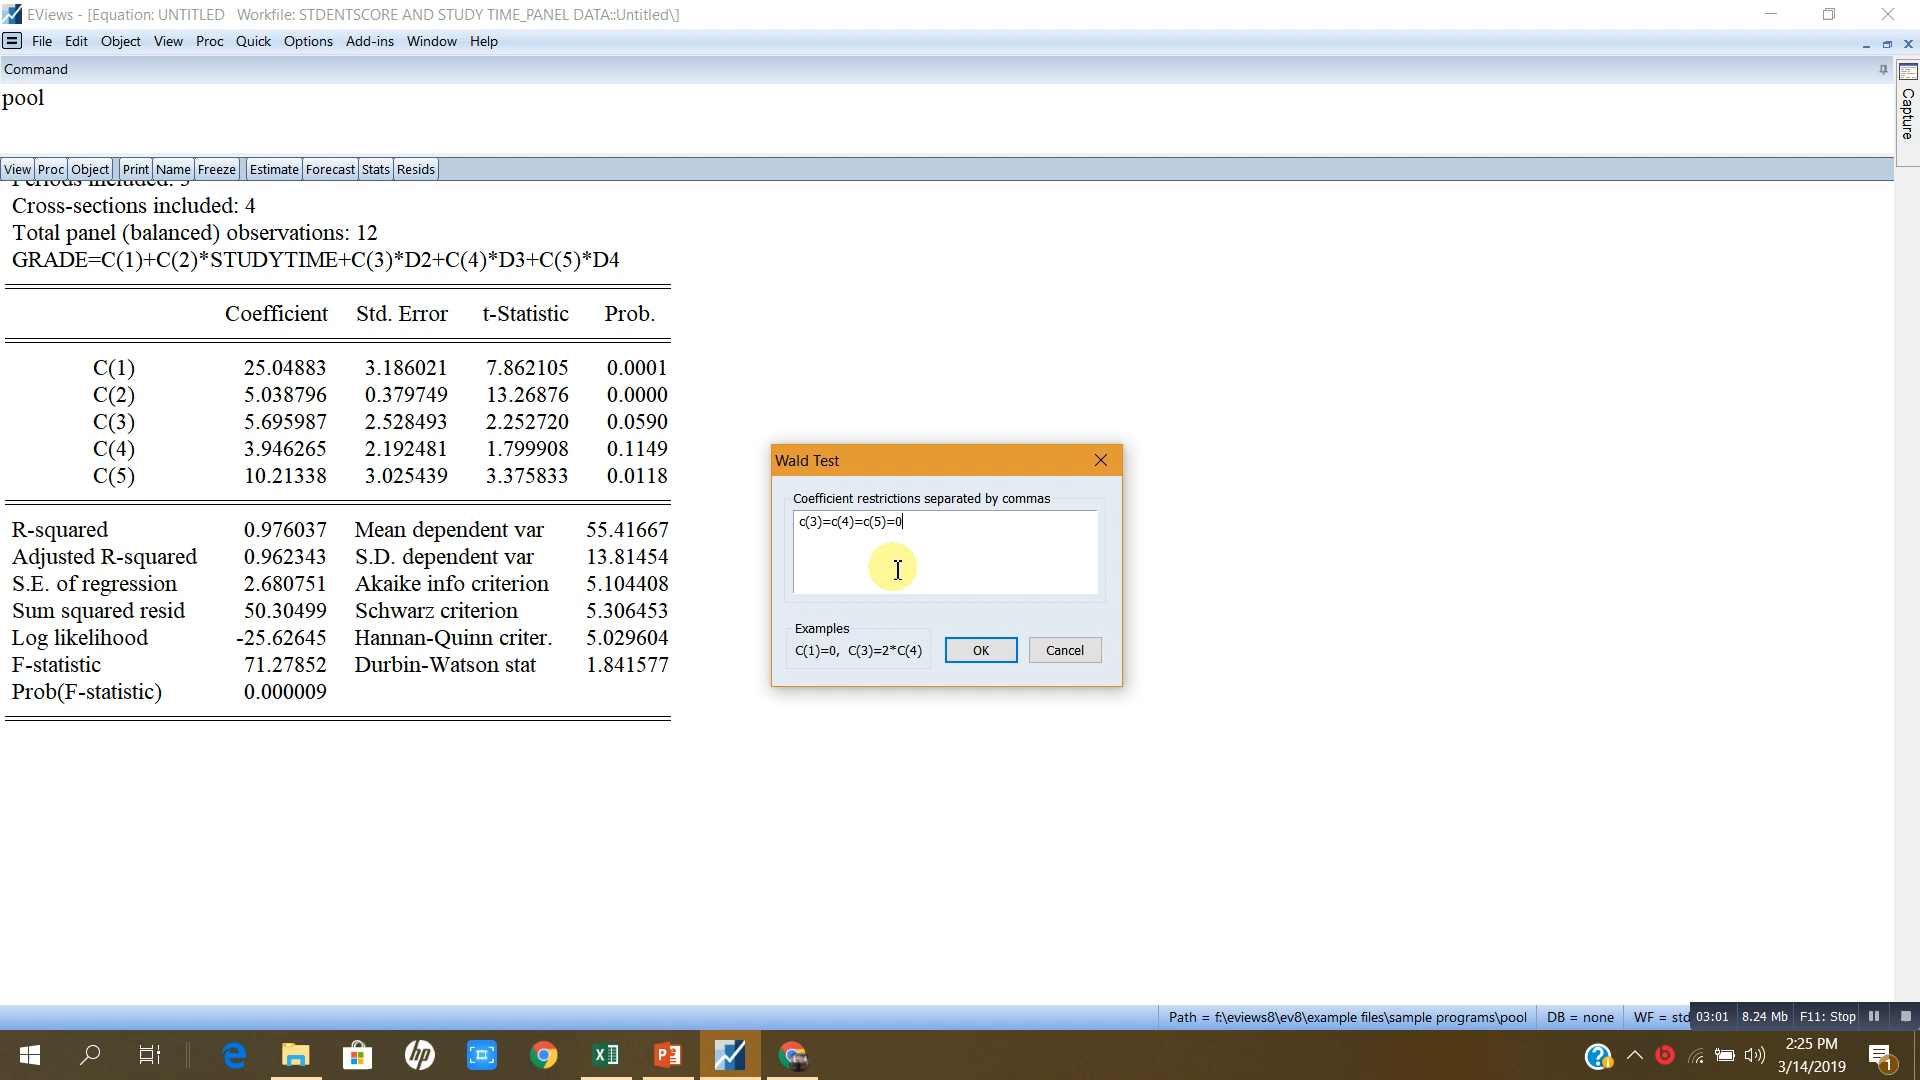 EViews - [Equation: UNTITLED   Workfile: STDENTSCORE AND STUDY TIME_PANEL DATA::Untitled\]
File Edit Object View Proc Quick Options Add-ins Window Help
Command
pool
Capture
View Proc Object Print Name Freeze Estimate Forecast Stats Resids
Periods included: 3
Cross-sections included: 4
Total panel (balanced) observations: 12
GRADE=C(1)+C(2)*STUDYTIME+C(3)*D2+C(4)*D3+C(5)*D4
Coefficient Std. Error t-Statistic Prob.
C(1) 25.04883 3.186021 7.862105 0.0001
C(2) 5.038796 0.379749 13.26876 0.0000
C(3) 5.695987 2.528493 2.252720 0.0590
C(4) 3.946265 2.192481 1.799908 0.1149
C(5) 10.21338 3.025439 3.375833 0.0118
R-squared 0.976037 Mean dependent var 55.41667
Adjusted R-squared 0.962343 S.D. dependent var 13.81454
S.E. of regression 2.680751 Akaike info criterion 5.104408
Sum squared resid 50.30499 Schwarz criterion 5.306453
Log likelihood -25.62645 Hannan-Quinn criter. 5.029604
F-statistic 71.27852 Durbin-Watson stat 1.841577
Prob(F-statistic) 0.000009
Wald Test
Coefficient restrictions separated by commas
c(3)=c(4)=c(5)=0
Examples
C(1)=0, C(3)=2*C(4)
OK
Cancel
Path = f:\eviews8\ev8\example files\sample programs\pool DB = none WF = std
03:01 8.24 Mb F11: Stop
2:25 PM
3/14/2019
1